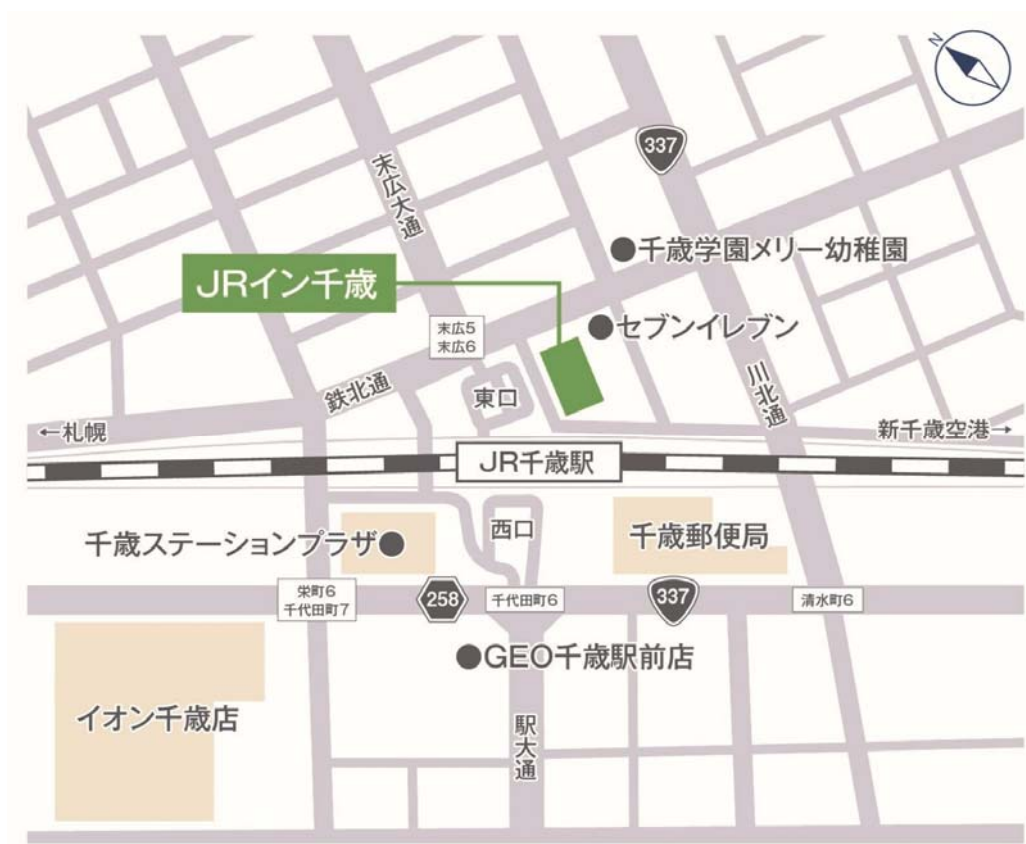 N
337
末広大通
千歳学園メリー幼稚園
JRイン千歳
セブンイレブン
末広5
末広6
鉄北通
東口
川北通
←札幌
新千歳空港→
JR千歳駅
千歳ステーションプラザ
西口
千歳郵便局
栄町6
千代田町7
258
千代田町6
337
清水町6
GEO千歳駅前店
イオン千歳店
駅大通